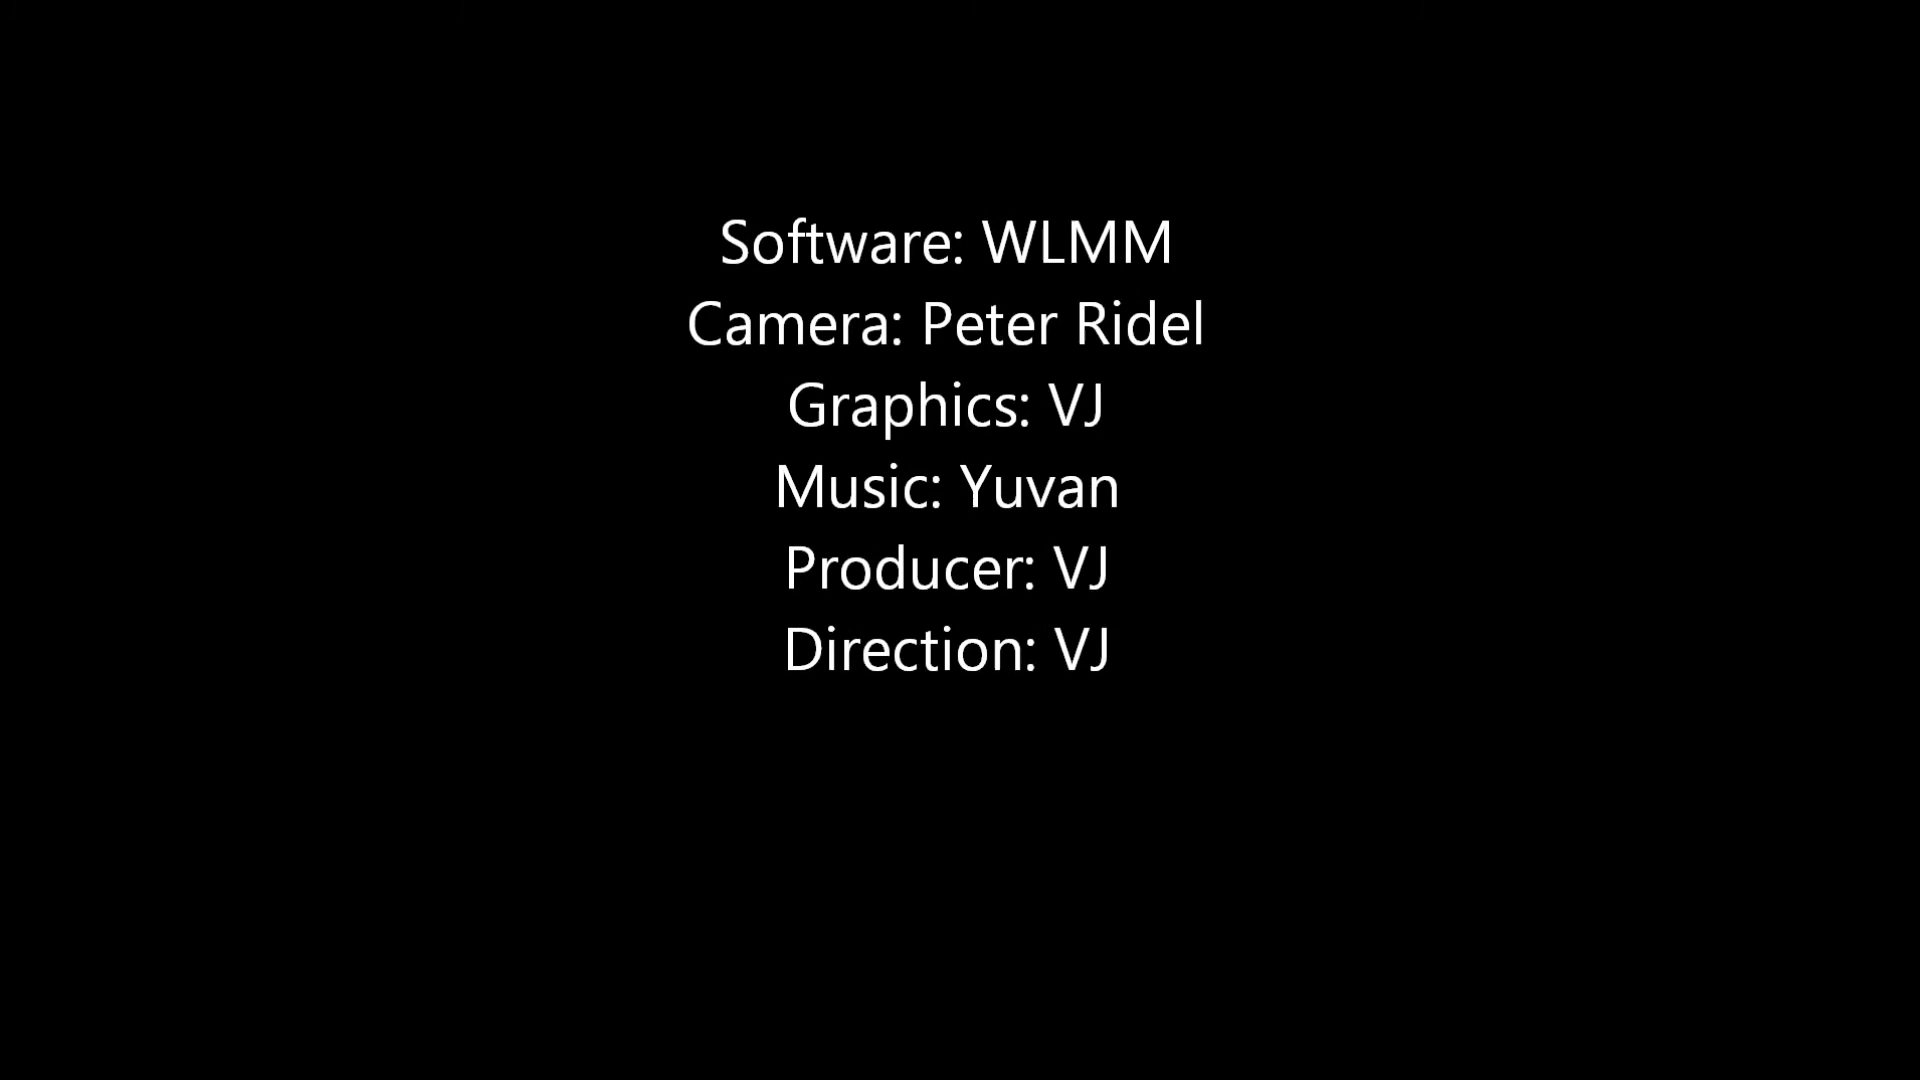 Software: WLMM
Camera: Peter Ridel
Graphics: VJ
Music: Yuvan
Producer: VJ
Direction: VJ